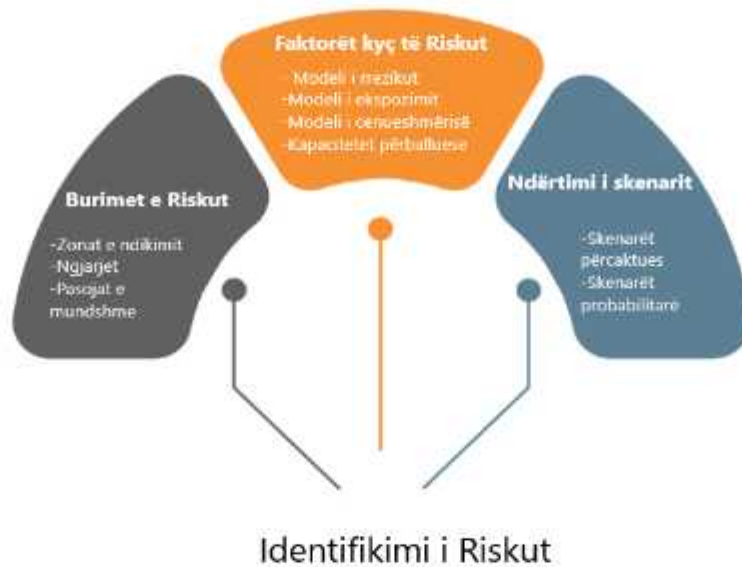 Faktorët kyç të Riskut
-Modeli i rrezikut
-Modeli i ekspozimit
-Modeli i cenueshmërisë
-Kapacitetet përballuese
Burimet e Riskut
-Zonat e ndikimit
-Ngjarjet
-Pasojat e
mundshme
Ndërtimi i skenarit
-Skenarët
përcaktues
-Skenarët
probabilitare
Identifikimi i Riskut